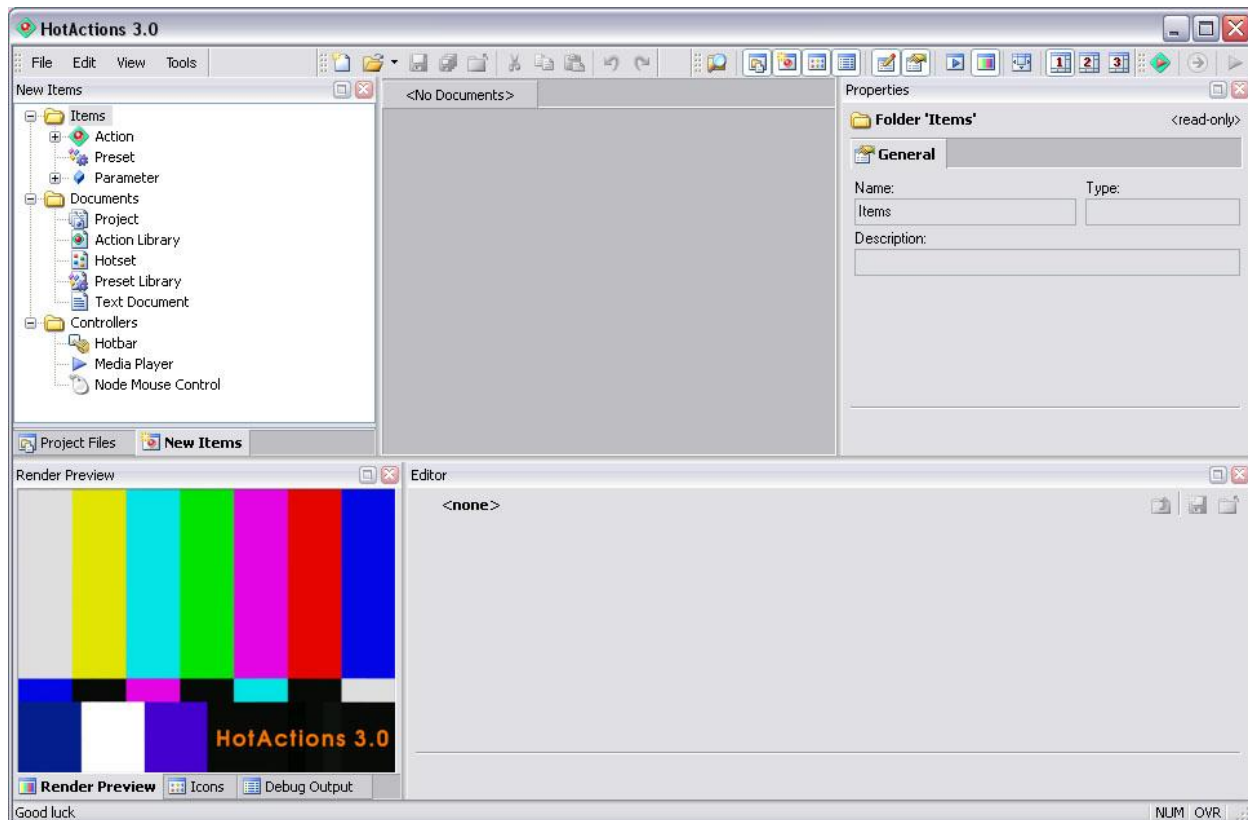 HotActions 3.0
File Edit View Tools
1 2 3
New Items
<No Documents>
Properties
Items
Action
Preset
Parameter
Documents
Project
Action Library
Hotset
Preset Library
Text Document
Controllers
Hotbar
Media Player
Node Mouse Control
Project Files New Items
Folder 'Items' <read-only>
General
Name: Type:
Items
Description:
Render Preview
HotActions 3.0
Render Preview Icons Debug Output
Editor
<none>
Good luck NUM OVR